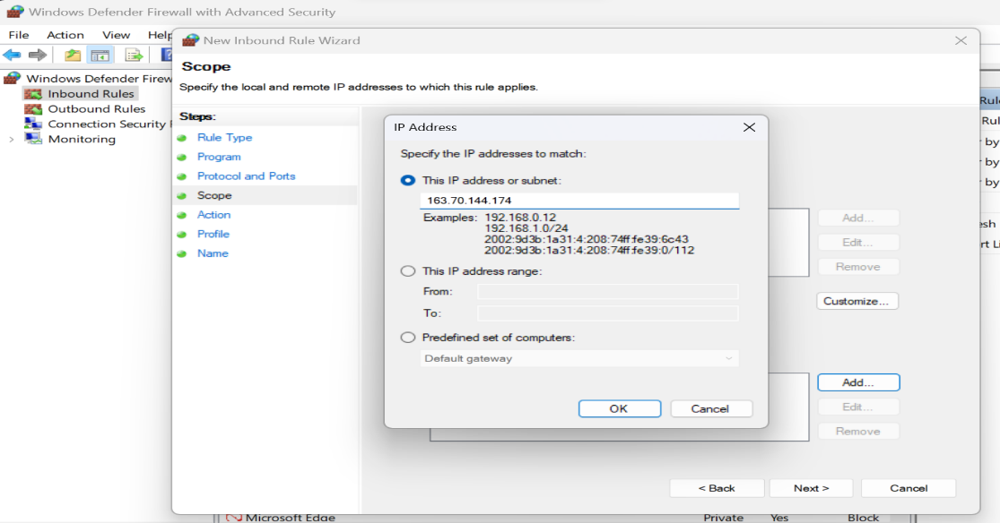 Windows Defender Firewall with Advanced Security
File Action View Help
New Inbound Rule Wizard
Scope
Specify the local and remote IP addresses to which this rule applies.
Windows Defender Firew
Inbound Rules
Outbound Rules
Connection Security
Monitoring
Steps:
Rule Type
Program
Protocol and Ports
Scope
Action
Profile
Name
IP Address
Specify the IP addresses to match:
This IP address or subnet:
163.70.144.174
Examples: 192.168.0.12
192.168.1.0/24
2002:9d3b:1a31:4:208:74ff:fe39:6c43
2002:9d3b:1a31:4:208:74ff:fe39:0/112
This IP address range:
From:
To:
Predefined set of computers:
Default gateway
OK Cancel
Add...
Edit...
Remove
Customize...
Add...
Edit...
Remove
< Back Next > Cancel
Rul
Rul
by
by
by
esh
rt Li
Microsoft Edge Private Yes Block